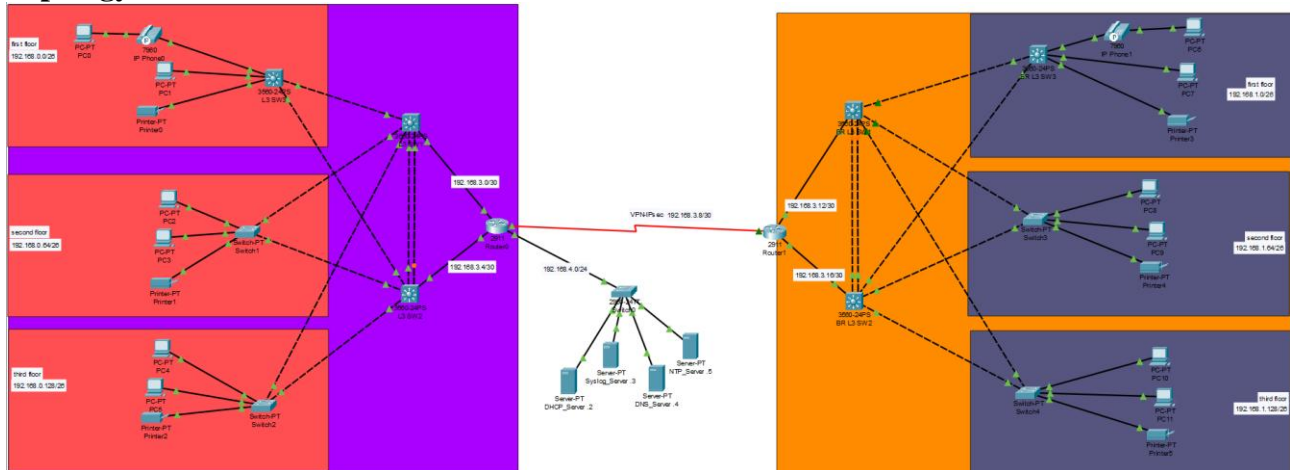 first floor
192.168.0.0/26
PC-PT
PC0
7960
IP Phone0
PC-PT
PC1
Printer-PT
Printer0
3560-24PS
L3 SW3
second floor
192.168.0.64/26
PC-PT
PC2
PC-PT
PC3
Printer-PT
Printer1
Switch-PT
Switch1
third floor
192.168.0.128/26
PC-PT
PC4
PC-PT
PC5
Printer-PT
Printer2
Switch-PT
Switch2
3560-24PS
L3 SW2
192.168.3.0/30
192.168.3.4/30
2911
Router0
VPN-IPsec 192.168.3.8/30
192.168.4.0/24
Server-PT
DHCP_Server .2
Server-PT
Syslog_Server .3
Server-PT
DNS_Server .4
Server-PT
NTP_Server .5
2911
Router1
192.168.3.12/30
192.168.3.16/30
3560-24PS
3560-24PS
BR L3 SW2
3560-24PS
BR L3 SW3
7960
IP Phone1
PC-PT
PC6
PC-PT
PC7
Printer-PT
Printer3
first floor
192.168.1.0/26
Switch-PT
Switch3
PC-PT
PC8
PC-PT
PC9
Printer-PT
Printer4
second floor
192.168.1.64/26
Switch-PT
Switch4
PC-PT
PC10
PC-PT
PC11
Printer-PT
Printer5
third floor
192.168.1.128/26